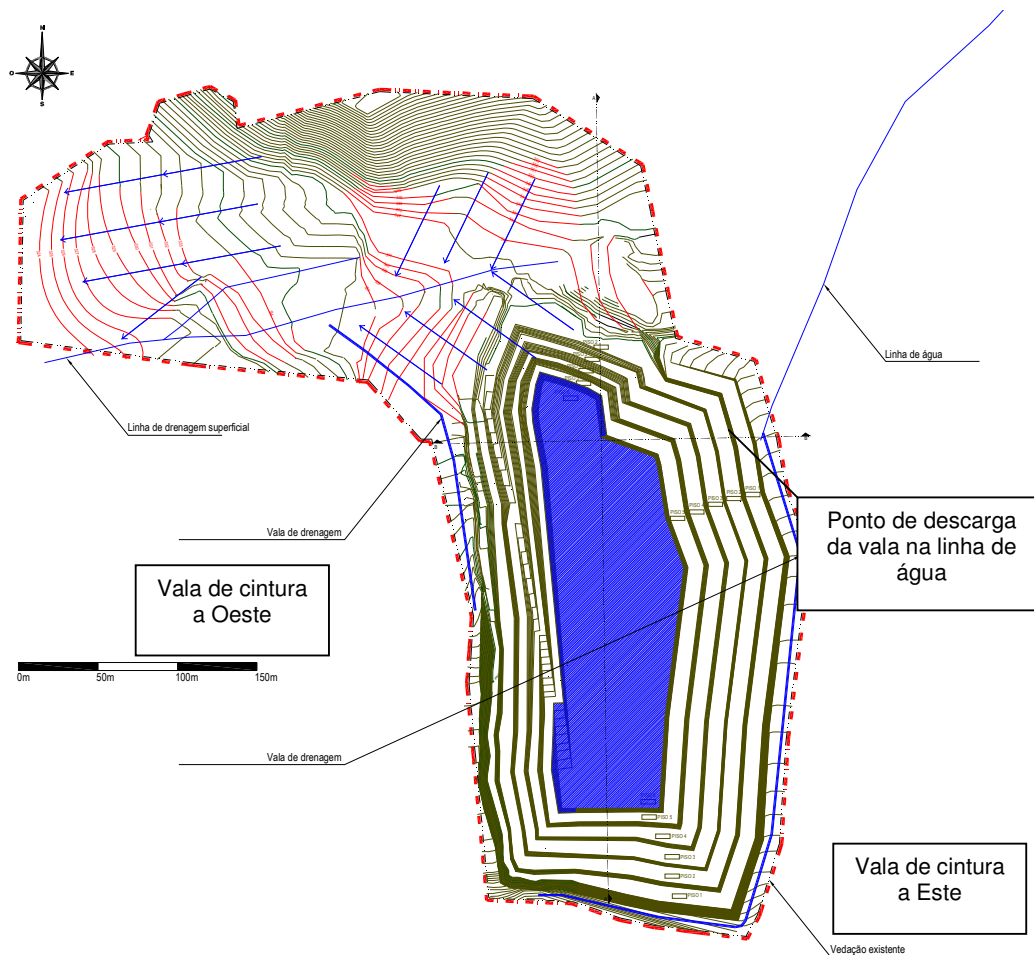 N
O
E
S
Linha de água
Linha de drenagem superficial
Vala de drenagem
Ponto de descarga
da vala na linha de
água
Vala de cintura
a Oeste
0m
50m
100m
150m
Vala de drenagem
PISO 5
PISO 4
PISO 3
PISO 2
PISO 1
Vala de cintura
a Este
Vedação existente